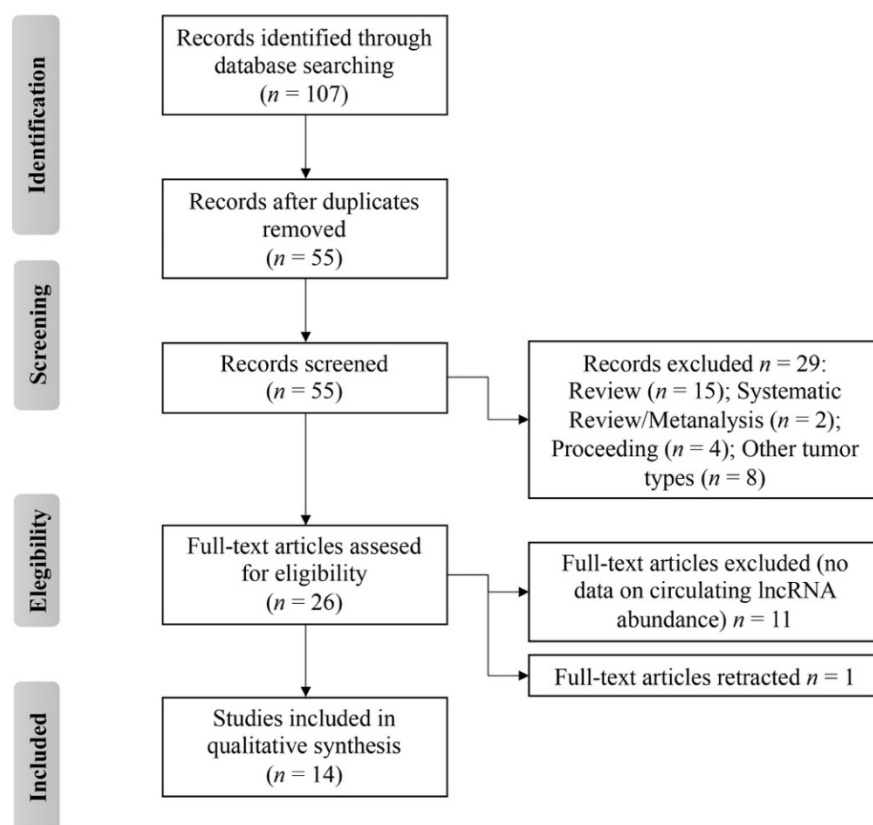 Identification
Records identified through
database searching
(n = 107)
Records after duplicates
removed
(n = 55)
Screening
Records screened
(n = 55)
Records excluded n = 29:
Review (n = 15); Systematic
Review/Metanalysis (n = 2);
Proceeding (n = 4); Other tumor
types (n = 8)
Elegibility
Full-text articles assesed
for eligibility
(n = 26)
Full-text articles excluded (no
data on circulating lncRNA
abundance) n = 11
Full-text articles retracted n = 1
Included
Studies included in
qualitative synthesis
(n = 14)